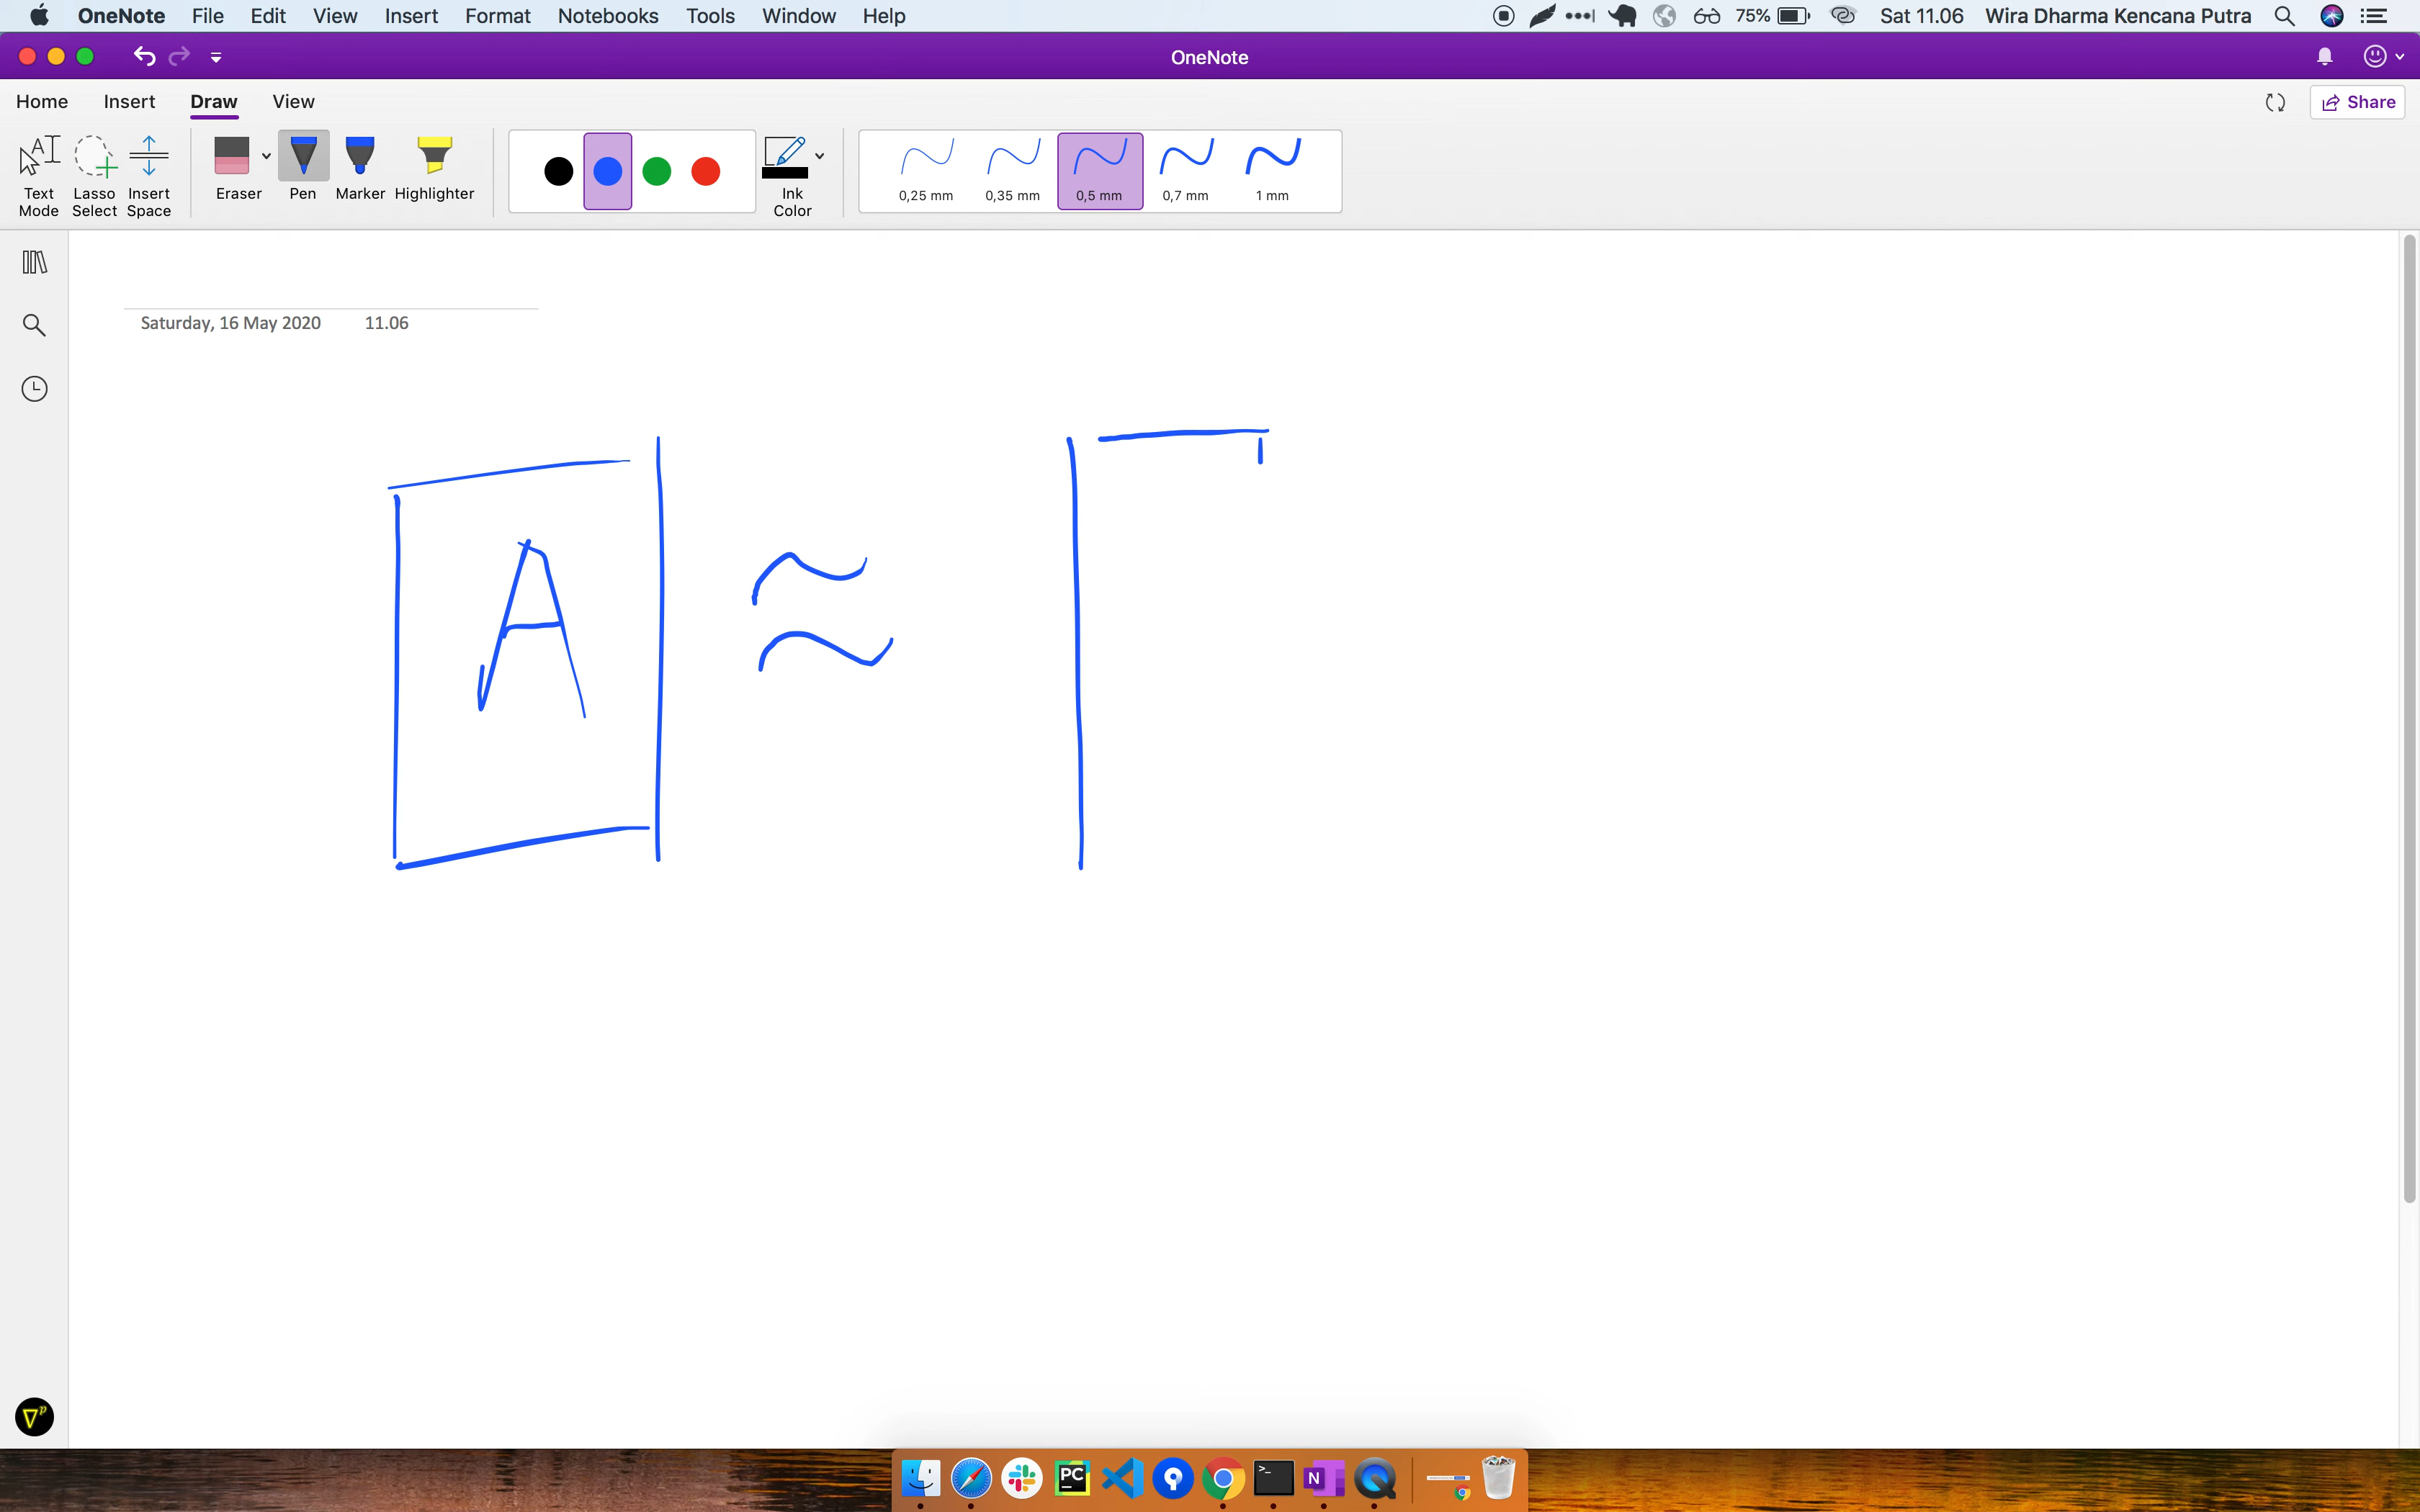 OneNote File Edit View Insert Format Notebooks Tools Window Help 75% Sat 11.06 Wira Dharma Kencana Putra
OneNote
Home Insert Draw View Share
Text Mode Lasso Select Insert Space Eraser Pen Marker Highlighter Ink Color 0,25 mm 0,35 mm 0,5 mm 0,7 mm 1 mm
Saturday, 16 May 2020 11.06
A ≈
∇p
PC >_ N